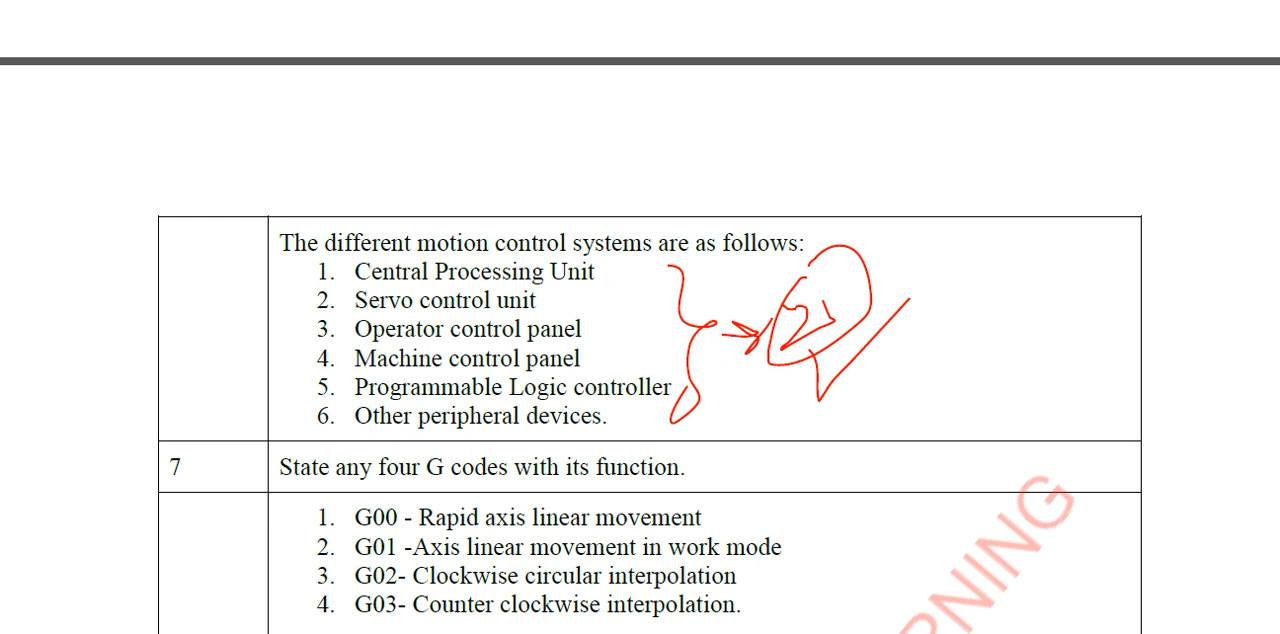 The different motion control systems are as follows:
1. Central Processing Unit
2. Servo control unit
3. Operator control panel
4. Machine control panel
5. Programmable Logic controller
6. Other peripheral devices.
7 State any four G codes with its function.
1. G00 - Rapid axis linear movement
2. G01 -Axis linear movement in work mode
3. G02- Clockwise circular interpolation
4. G03- Counter clockwise interpolation.
RNING